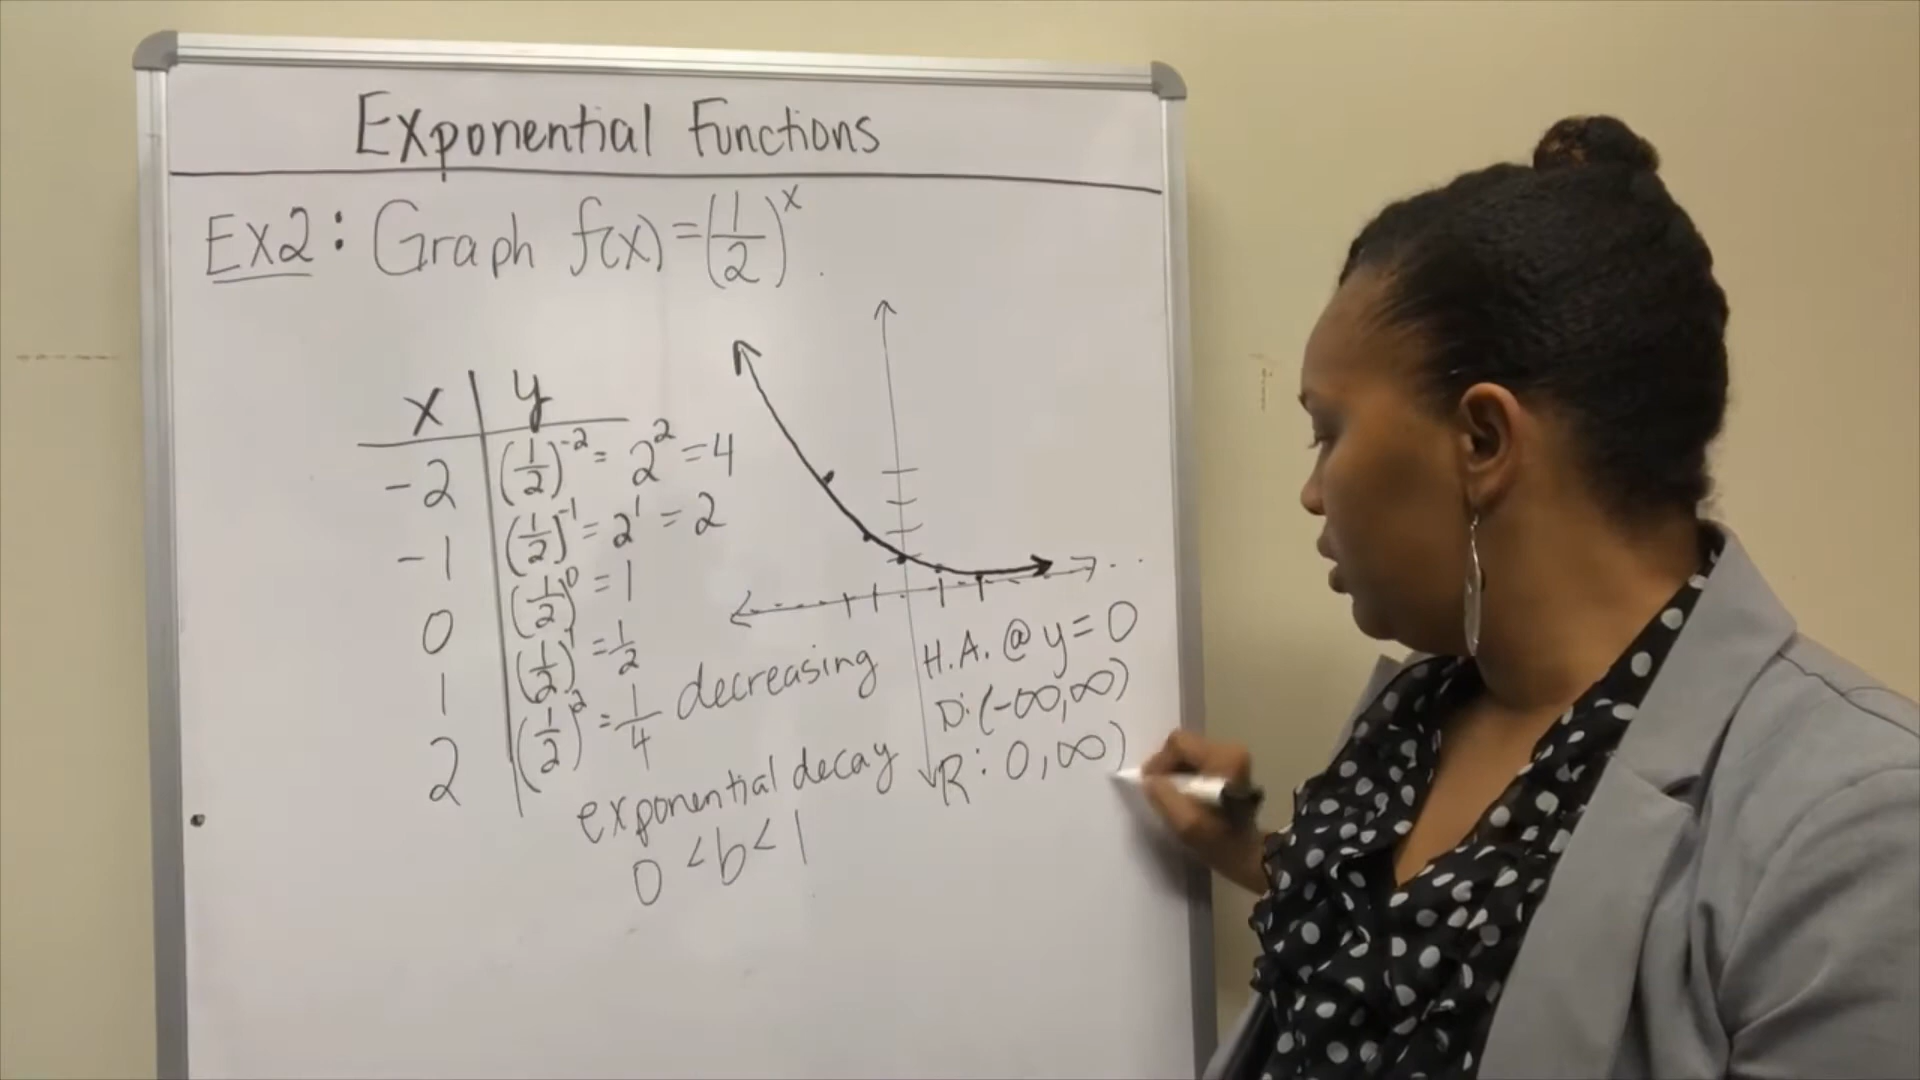 Exponential Functions
Ex2: Graph f(x) = (1/2)^x
x | y
-2 | (1/2)^-2 = 2^2 = 4
-1 | (1/2)^-1 = 2^1 = 2
0 | (1/2)^0 = 1
1 | (1/2)^1 = 1/2
2 | (1/2)^2 = 1/4
decreasing
exponential decay
0 < b < 1
H.A. @ y = 0
D: (-∞, ∞)
R: 0, ∞)